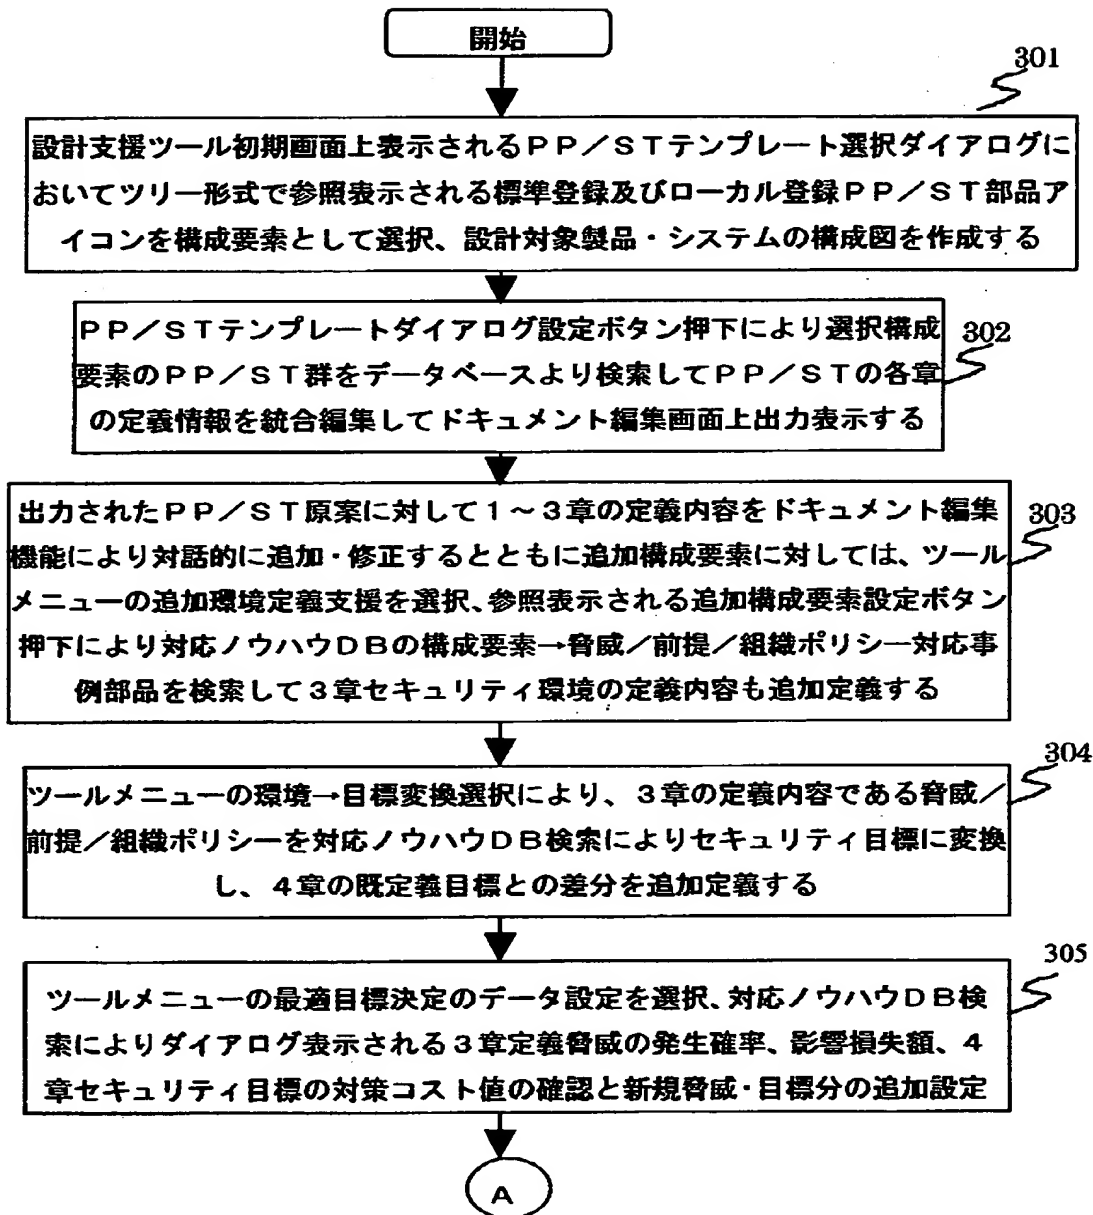 開始
301
設計支援ツール初期画面上表示されるPP/STテンプレート選択ダイアログに
おいてツリー形式で参照表示される標準登録及びローカル登録PP/ST部品ア
イコンを構成要素として選択、設計対象製品・システムの構成図を作成する
302
PP/STテンプレートダイアログ設定ボタン押下により選択構成
要素のPP/ST群をデータベースより検索してPP/STの各章
の定義情報を統合編集してドキュメント編集画面上出力表示する
303
出力されたPP/ST原案に対して1~3章の定義内容をドキュメント編集
機能により対話的に追加・修正するとともに追加構成要素に対しては、ツール
メニューの追加環境定義支援を選択、参照表示される追加構成要素設定ボタン
押下により対応ノウハウDBの構成要素→脅威/前提/組織ポリシー対応事
例部品を検索して3章セキュリティ環境の定義内容も追加定義する
304
ツールメニューの環境→目標変換選択により、3章の定義内容である脅威/
前提/組織ポリシーを対応ノウハウDB検索によりセキュリティ目標に変換
し、4章の既定義目標との差分を追加定義する
305
ツールメニューの最適目標決定のデータ設定を選択、対応ノウハウDB検
索によりダイアログ表示される3章定義脅威の発生確率、影響損失額、4
章セキュリティ目標の対策コスト値の確認と新規脅威・目標分の追加設定
A